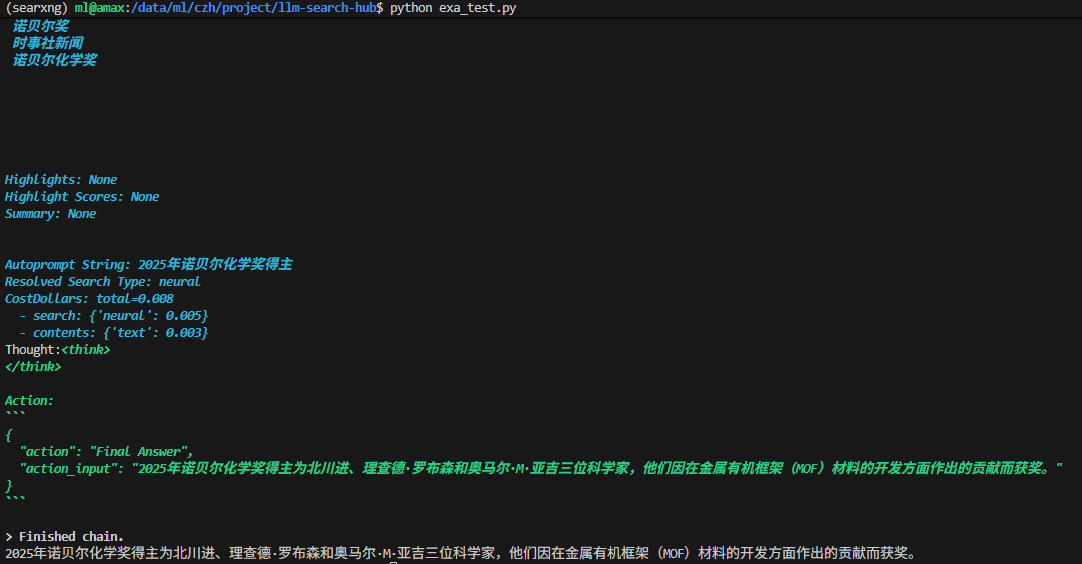 (searxng) ml@amax:/data/ml/czh/project/llm-search-hub$ python exa_test.py
诺贝尔奖
时事社新闻
诺贝尔化学奖
Highlights: None
Highlight Scores: None
Summary: None
Autoprompt String: 2025年诺贝尔化学奖得主
Resolved Search Type: neural
CostDollars: total=0.008
  - search: {'neural': 0.005}
  - contents: {'text': 0.003}
Thought:<think>
</think>
Action:
```
{
  "action": "Final Answer",
  "action_input": "2025年诺贝尔化学奖得主为北川进、理查德·罗布森和奥马尔·M·亚吉三位科学家，他们因在金属有机框架（MOF）材料的开发方面作出的贡献而获奖。"
}
```
> Finished chain.
2025年诺贝尔化学奖得主为北川进、理查德·罗布森和奥马尔·M·亚吉三位科学家，他们因在金属有机框架（MOF）材料的开发方面作出的贡献而获奖。